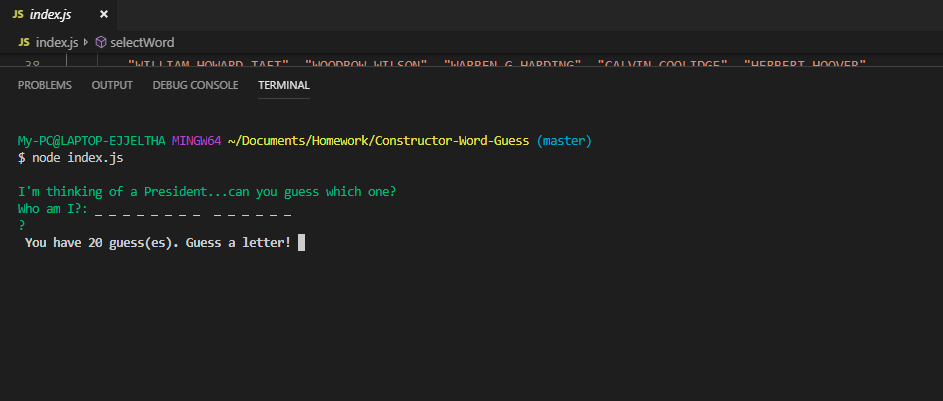 JS index.js ×
JS index.js selectWord
38 "WILLIAM HOWARD TAFT", "WOODROW WILSON", "WARREN G HARDING", "CALVIN COOLIDGE", "HERBERT HOOVER"
PROBLEMS OUTPUT DEBUG CONSOLE TERMINAL
My-PC@LAPTOP-EJJELTHA MINGW64 ~/Documents/Homework/Constructor-Word-Guess (master)
$ node index.js
I'm thinking of a President...can you guess which one?
Who am I?: _ _ _ _ _ _ _ _  _ _ _ _ _ _
?
You have 20 guess(es). Guess a letter!